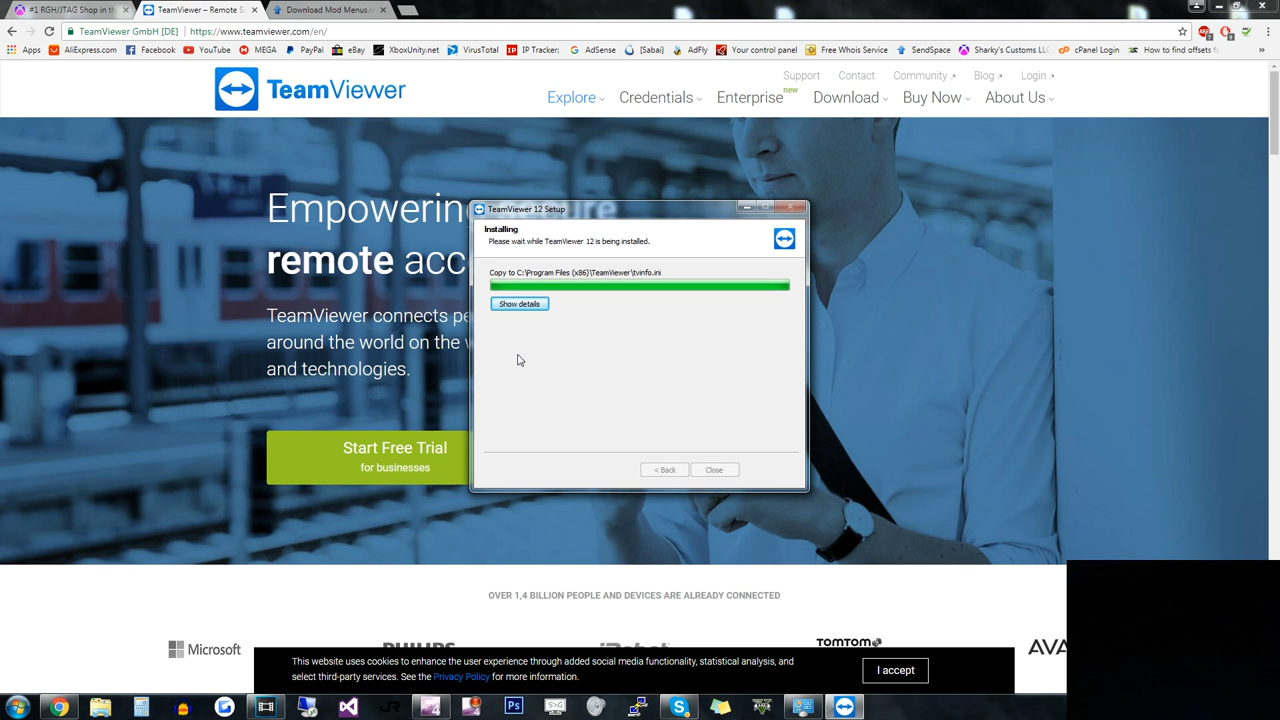 #1 RGH/JTAG Shop in th
TeamViewer – Remote S
Download Mod Menus.r
TeamViewer GmbH [DE]
https://www.teamviewer.com/en/
Apps
AliExpress.com
Facebook
YouTube
MEGA
PayPal
eBay
XboxUnity.net
VirusTotal
IP Tracker:
AdSense
[Sabai]
AdFly
Your control panel
Free Whois Service
SendSpace
Sharky's Customs LL
cPanel Login
How to find offsets f
»
TeamViewer
Support
Contact
Community
Blog
Login
Explore
Credentials
Enterprise
new
Download
Buy Now
About Us
Empowering
remote acc
TeamViewer connects pe
around the world on the w
and technologies.
Start Free Trial
for businesses
TeamViewer 12 Setup
Installing
Please wait while TeamViewer 12 is being installed.
Copy to C:\Program Files (x86)\TeamViewer\tvinfo.ini
Show details
< Back
Close
OVER 1,4 BILLION PEOPLE AND DEVICES ARE ALREADY CONNECTED
Microsoft
PHILIPS
iRobot
TOMTOM
AVA
This website uses cookies to enhance the user experience through added social media functionality, statistical analysis, and
select third-party services. See the Privacy Policy for more information.
I accept
Ps